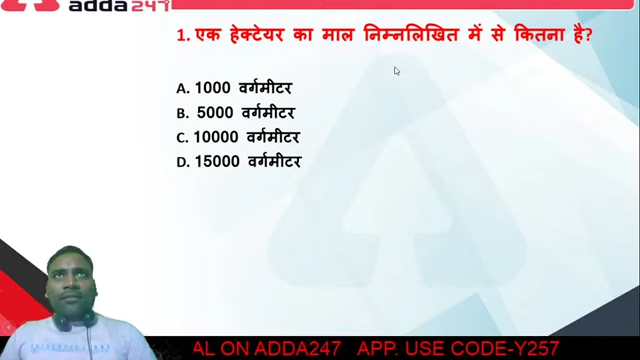 adda247
1. एक हेक्टेयर का माल निम्नलिखित में से कितना है?
A. 1000 वर्गमीटर
B. 5000 वर्गमीटर
C. 10000 वर्गमीटर
D. 15000 वर्गमीटर
AL ON ADDA247 APP. USE CODE-Y257